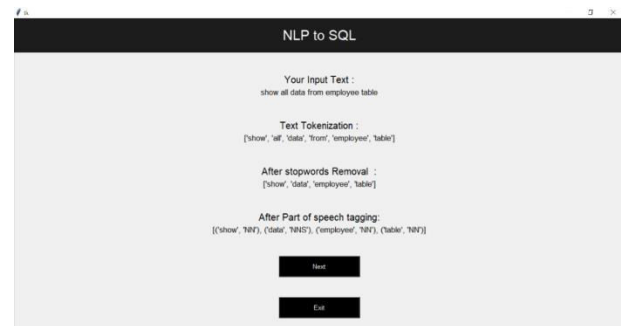 NLP to SQL
Your Input Text :
show all data from employee table
Text Tokenization :
['show', 'all', 'data', 'from', 'employee', 'table']
After stopwords Removal :
['show', 'data', 'employee', 'table']
After Part of speech tagging:
[('show', 'NN'), ('data', 'NNS'), ('employee', 'NN'), ('table', 'NN')]
Next
Exit